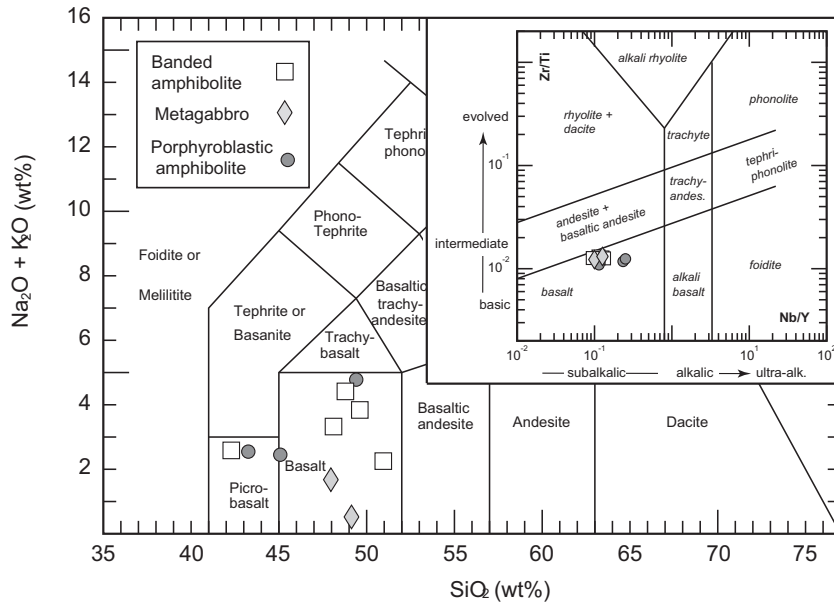 16
14
12
10
8
6
4
2
Na2O + K2O (wt%)
35
40
45
50
55
60
65
70
75
SiO2 (wt%)
Banded
amphibolite
Metagabbro
Porphyroblastic
amphibolite
Foidite or
Melilitite
Tephri
phono
Phono-
Tephrite
Tephrite or
Basanite
Basaltic
trachy-
andesite
Trachy-
basalt
Basalt
Picro-
basalt
Basaltic
andesite
Andesite
Dacite
Zr/Ti
alkali rhyolite
phonolite
rhyolite +
dacite
trachyte
tephri-
phonolite
trachy-
andes.
andesite +
basaltic andesite
basalt
alkali
basalt
foidite
Nb/Y
evolved
intermediate
basic
10-1
10-2
10-2
10-1
100
101
102
subalkalic
alkalic
ultra-alk.